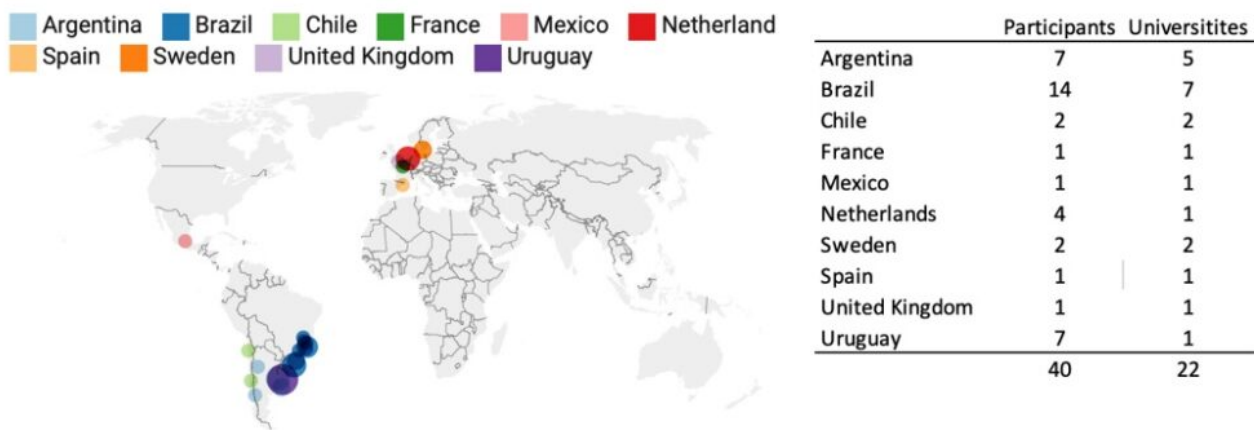 Argentina Brazil Chile France Mexico Netherland
Spain Sweden United Kingdom Uruguay
Participants Universitites
Argentina 7 5
Brazil 14 7
Chile 2 2
France 1 1
Mexico 1 1
Netherlands 4 1
Sweden 2 2
Spain 1 1
United Kingdom 1 1
Uruguay 7 1
40 22